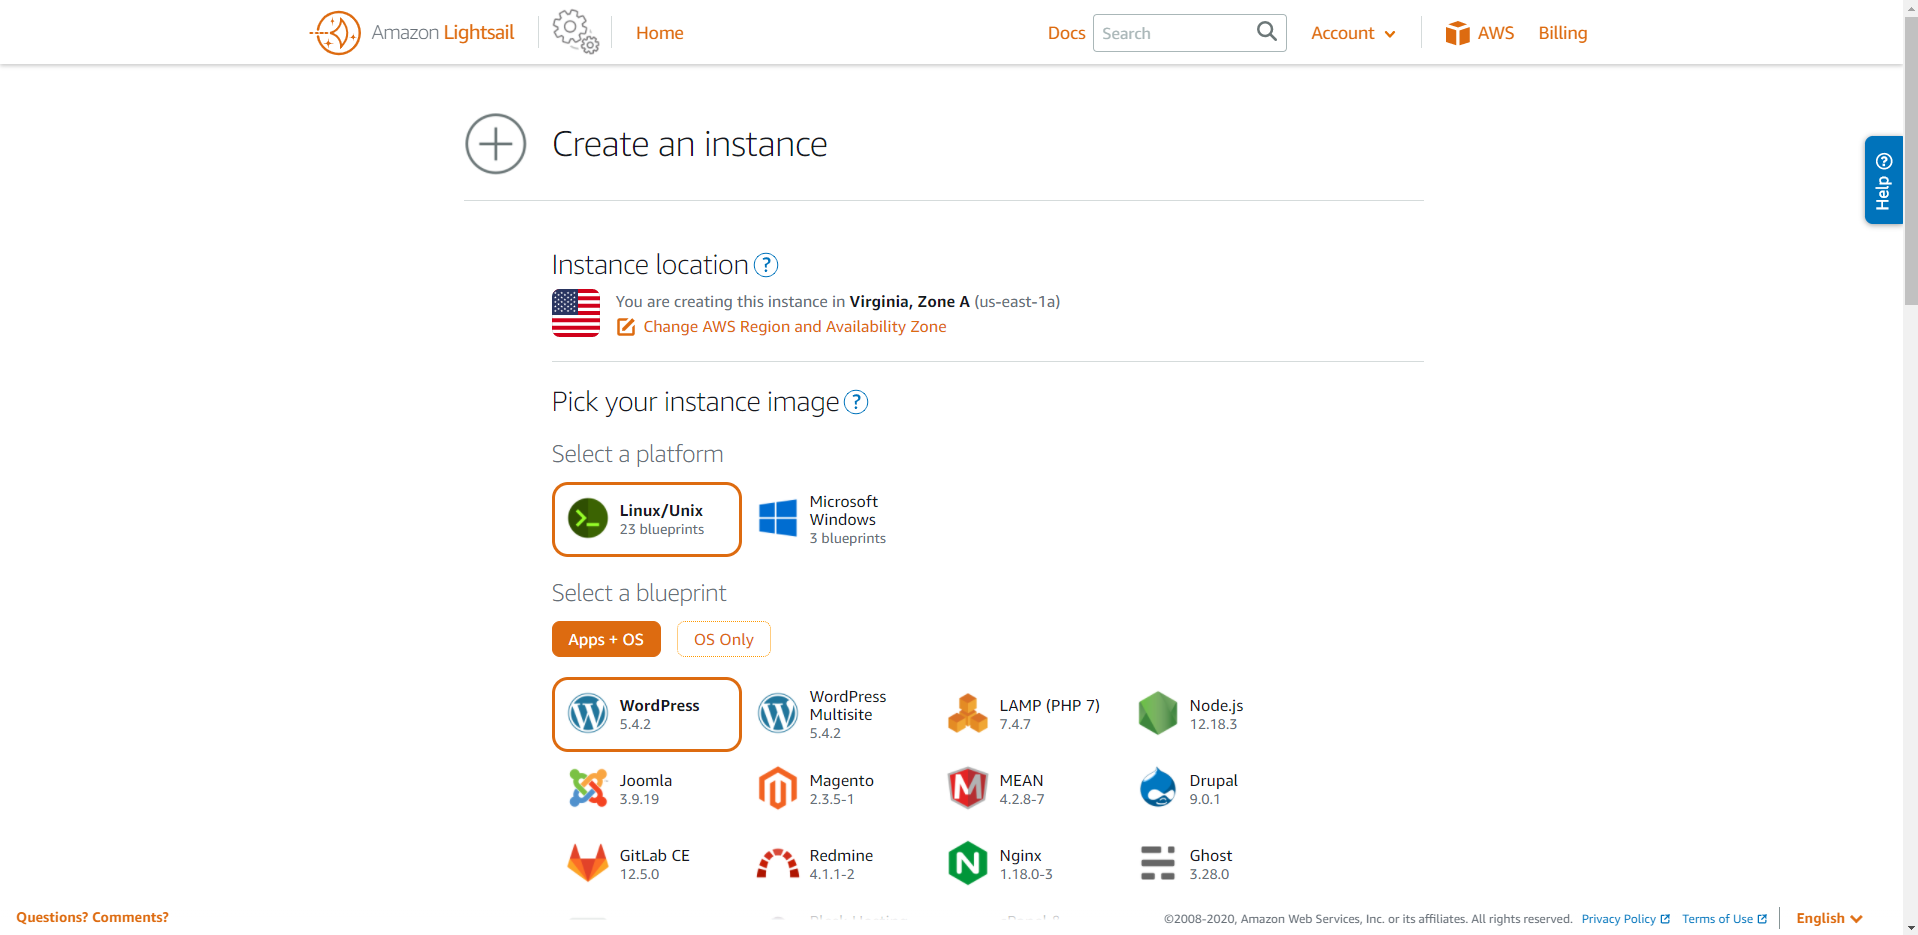 Amazon Lightsail
Home
Docs
Search
Account
AWS
Billing
Help
Create an instance
Instance location
You are creating this instance in Virginia, Zone A (us-east-1a)
Change AWS Region and Availability Zone
Pick your instance image
Select a platform
Linux/Unix
23 blueprints
Microsoft
Windows
3 blueprints
Select a blueprint
Apps + OS
OS Only
WordPress
5.4.2
WordPress
Multisite
5.4.2
LAMP (PHP 7)
7.4.7
Node.js
12.18.3
Joomla
3.9.19
Magento
2.3.5-1
MEAN
4.2.8-7
Drupal
9.0.1
GitLab CE
12.5.0
Redmine
4.1.1-2
Nginx
1.18.0-3
Ghost
3.28.0
Questions? Comments?
©2008-2020, Amazon Web Services, Inc. or its affiliates. All rights reserved.
Privacy Policy
Terms of Use
English